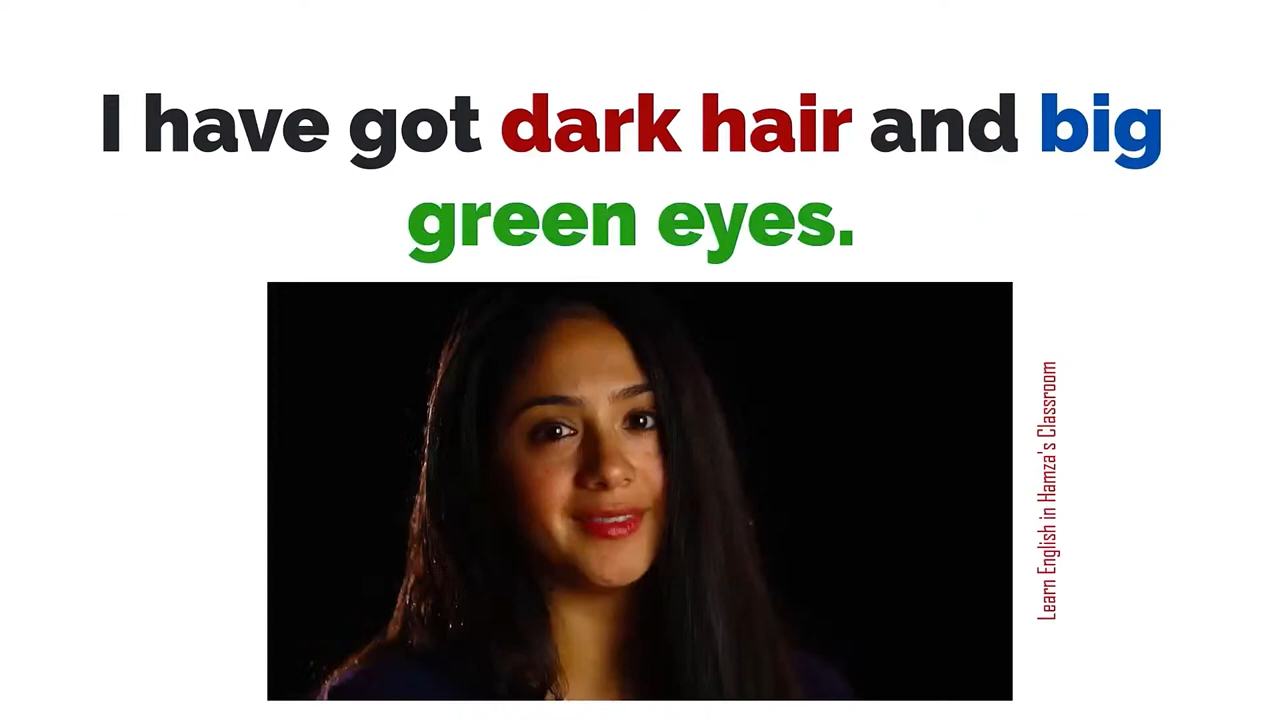 I have got dark hair and big
green eyes.
Learn English in Hamza's Classroom